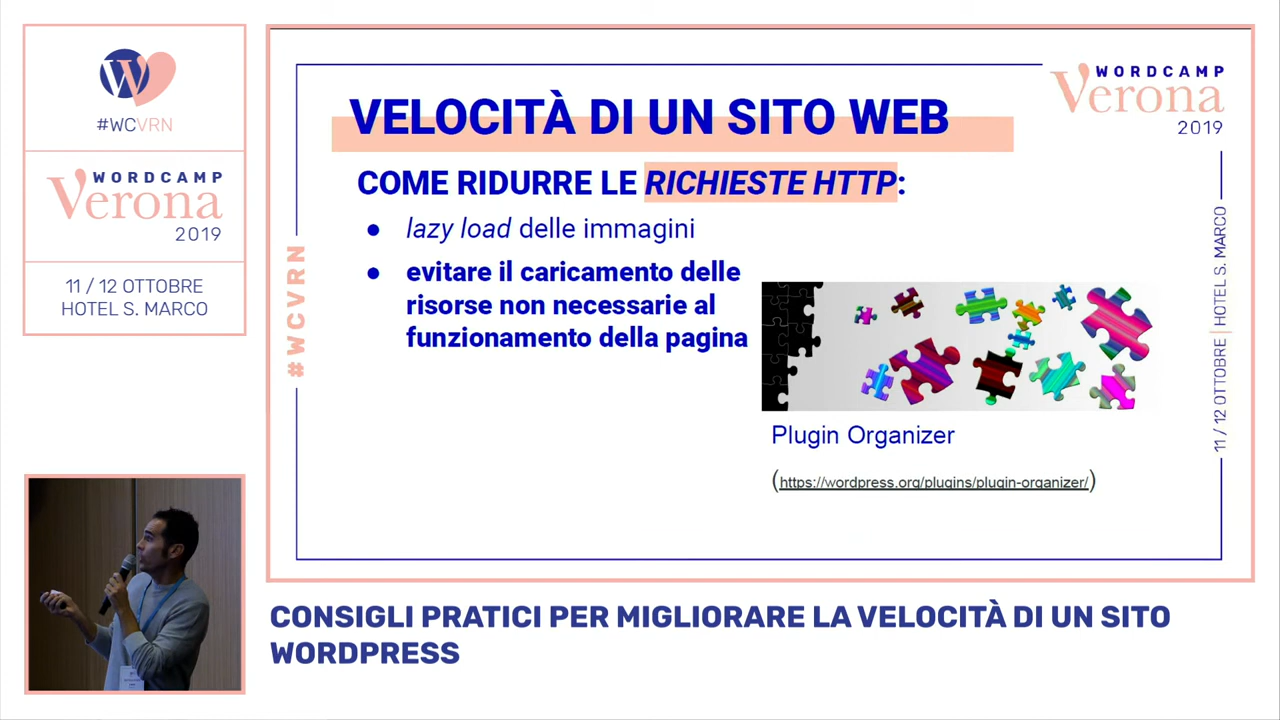 #WCVRN
WORDCAMP
Verona
2019
11 / 12 OTTOBRE
HOTEL S. MARCO
WORDCAMP
Verona
2019
VELOCITÀ DI UN SITO WEB
COME RIDURRE LE RICHIESTE HTTP:
● lazy load delle immagini
● evitare il caricamento delle
risorse non necessarie al
funzionamento della pagina
Plugin Organizer
(https://wordpress.org/plugins/plugin-organizer/)
#WCVRN
11 / 12 OTTOBRE | HOTEL S. MARCO
CONSIGLI PRATICI PER MIGLIORARE LA VELOCITÀ DI UN SITO
WORDPRESS